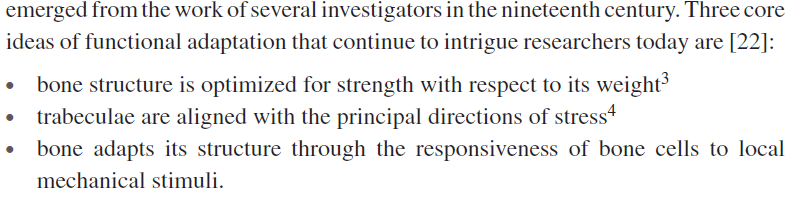 emerged from the work of several investigators in the nineteenth century. Three core
ideas of functional adaptation that continue to intrigue researchers today are [22]:
• bone structure is optimized for strength with respect to its weight³
• trabeculae are aligned with the principal directions of stress⁴
• bone adapts its structure through the responsiveness of bone cells to local
mechanical stimuli.